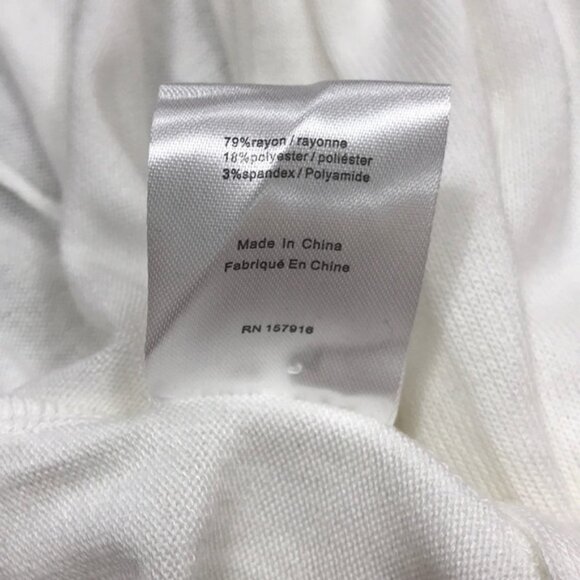 79%rayon/rayonne
18%polyester/poliéster
3%spandex/Polyamide
Made In China
Fabriqué En Chine
RN 157916